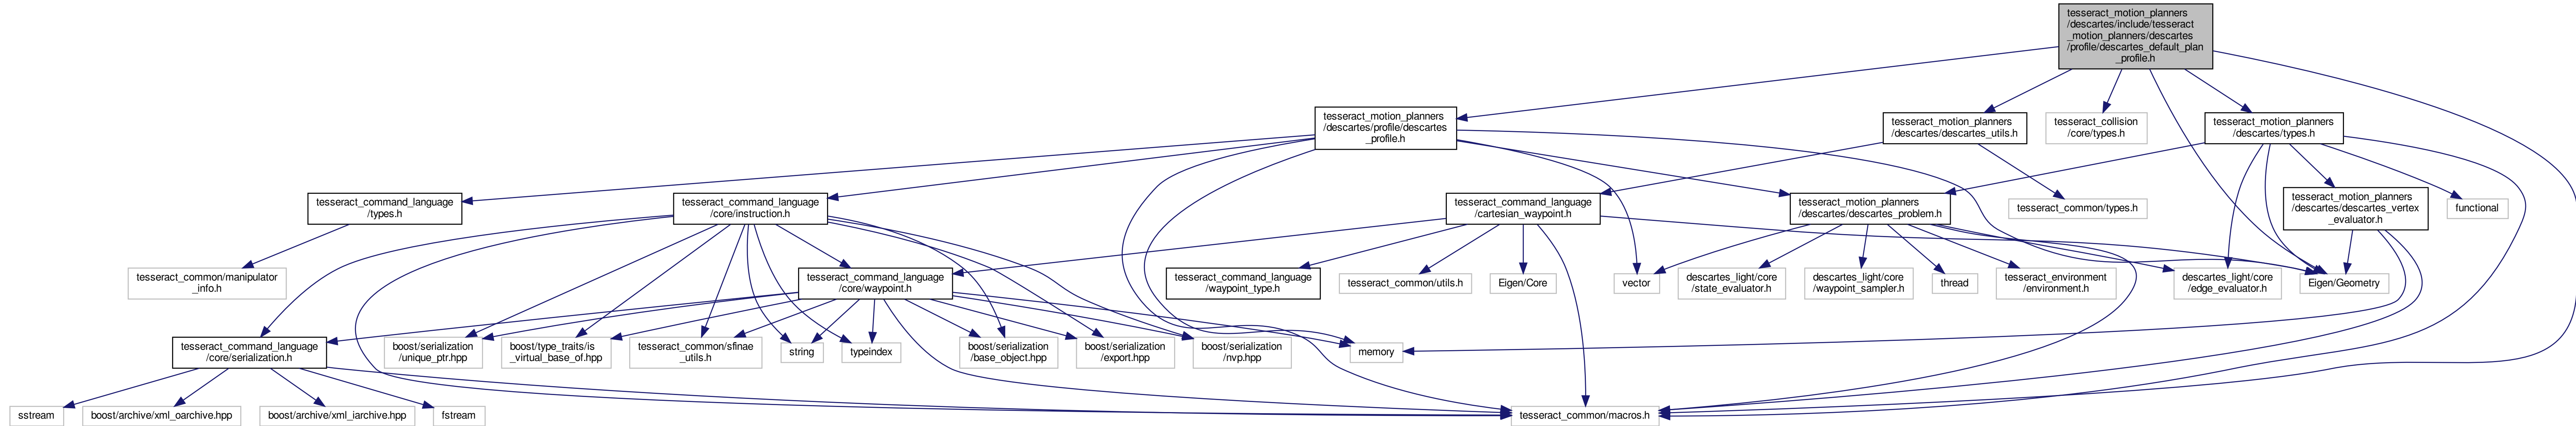 tesseract_motion_planners
/descartes/include/tesseract
_motion_planners/descartes
/profile/descartes_default_plan
_profile.h
tesseract_motion_planners
/descartes/profile/descartes
_profile.h
tesseract_motion_planners
/descartes/descartes_utils.h
tesseract_collision
/core/types.h
tesseract_motion_planners
/descartes/types.h
tesseract_command_language
/types.h
tesseract_command_language
/core/instruction.h
tesseract_command_language
/cartesian_waypoint.h
tesseract_motion_planners
/descartes/descartes_problem.h
tesseract_common/types.h
tesseract_motion_planners
/descartes/descartes_vertex
_evaluator.h
functional
tesseract_common/manipulator
_info.h
tesseract_command_language
/core/waypoint.h
tesseract_command_language
/waypoint_type.h
tesseract_common/utils.h
Eigen/Core
vector
descartes_light/core
/state_evaluator.h
descartes_light/core
/waypoint_sampler.h
thread
tesseract_environment
/environment.h
descartes_light/core
/edge_evaluator.h
Eigen/Geometry
tesseract_command_language
/core/serialization.h
boost/serialization
/unique_ptr.hpp
boost/type_traits/is
_virtual_base_of.hpp
tesseract_common/sfinae
_utils.h
string
typeindex
boost/serialization
/base_object.hpp
boost/serialization
/export.hpp
boost/serialization
/nvp.hpp
memory
sstream
boost/archive/xml_oarchive.hpp
boost/archive/xml_iarchive.hpp
fstream
tesseract_common/macros.h